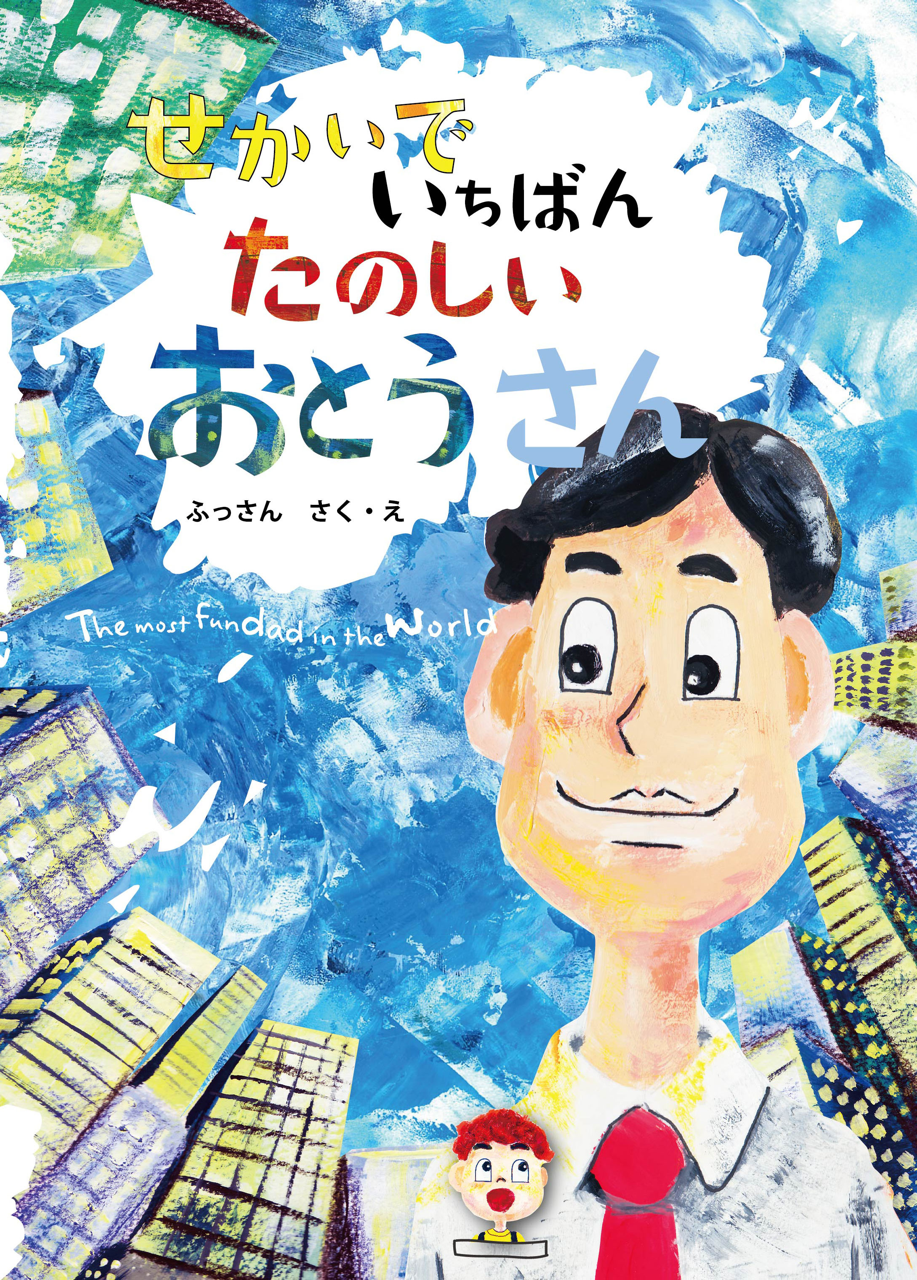 せかいで
いちばん
たのしい
おとうさん
ふっさん　さく・え
The most fun dad in the World